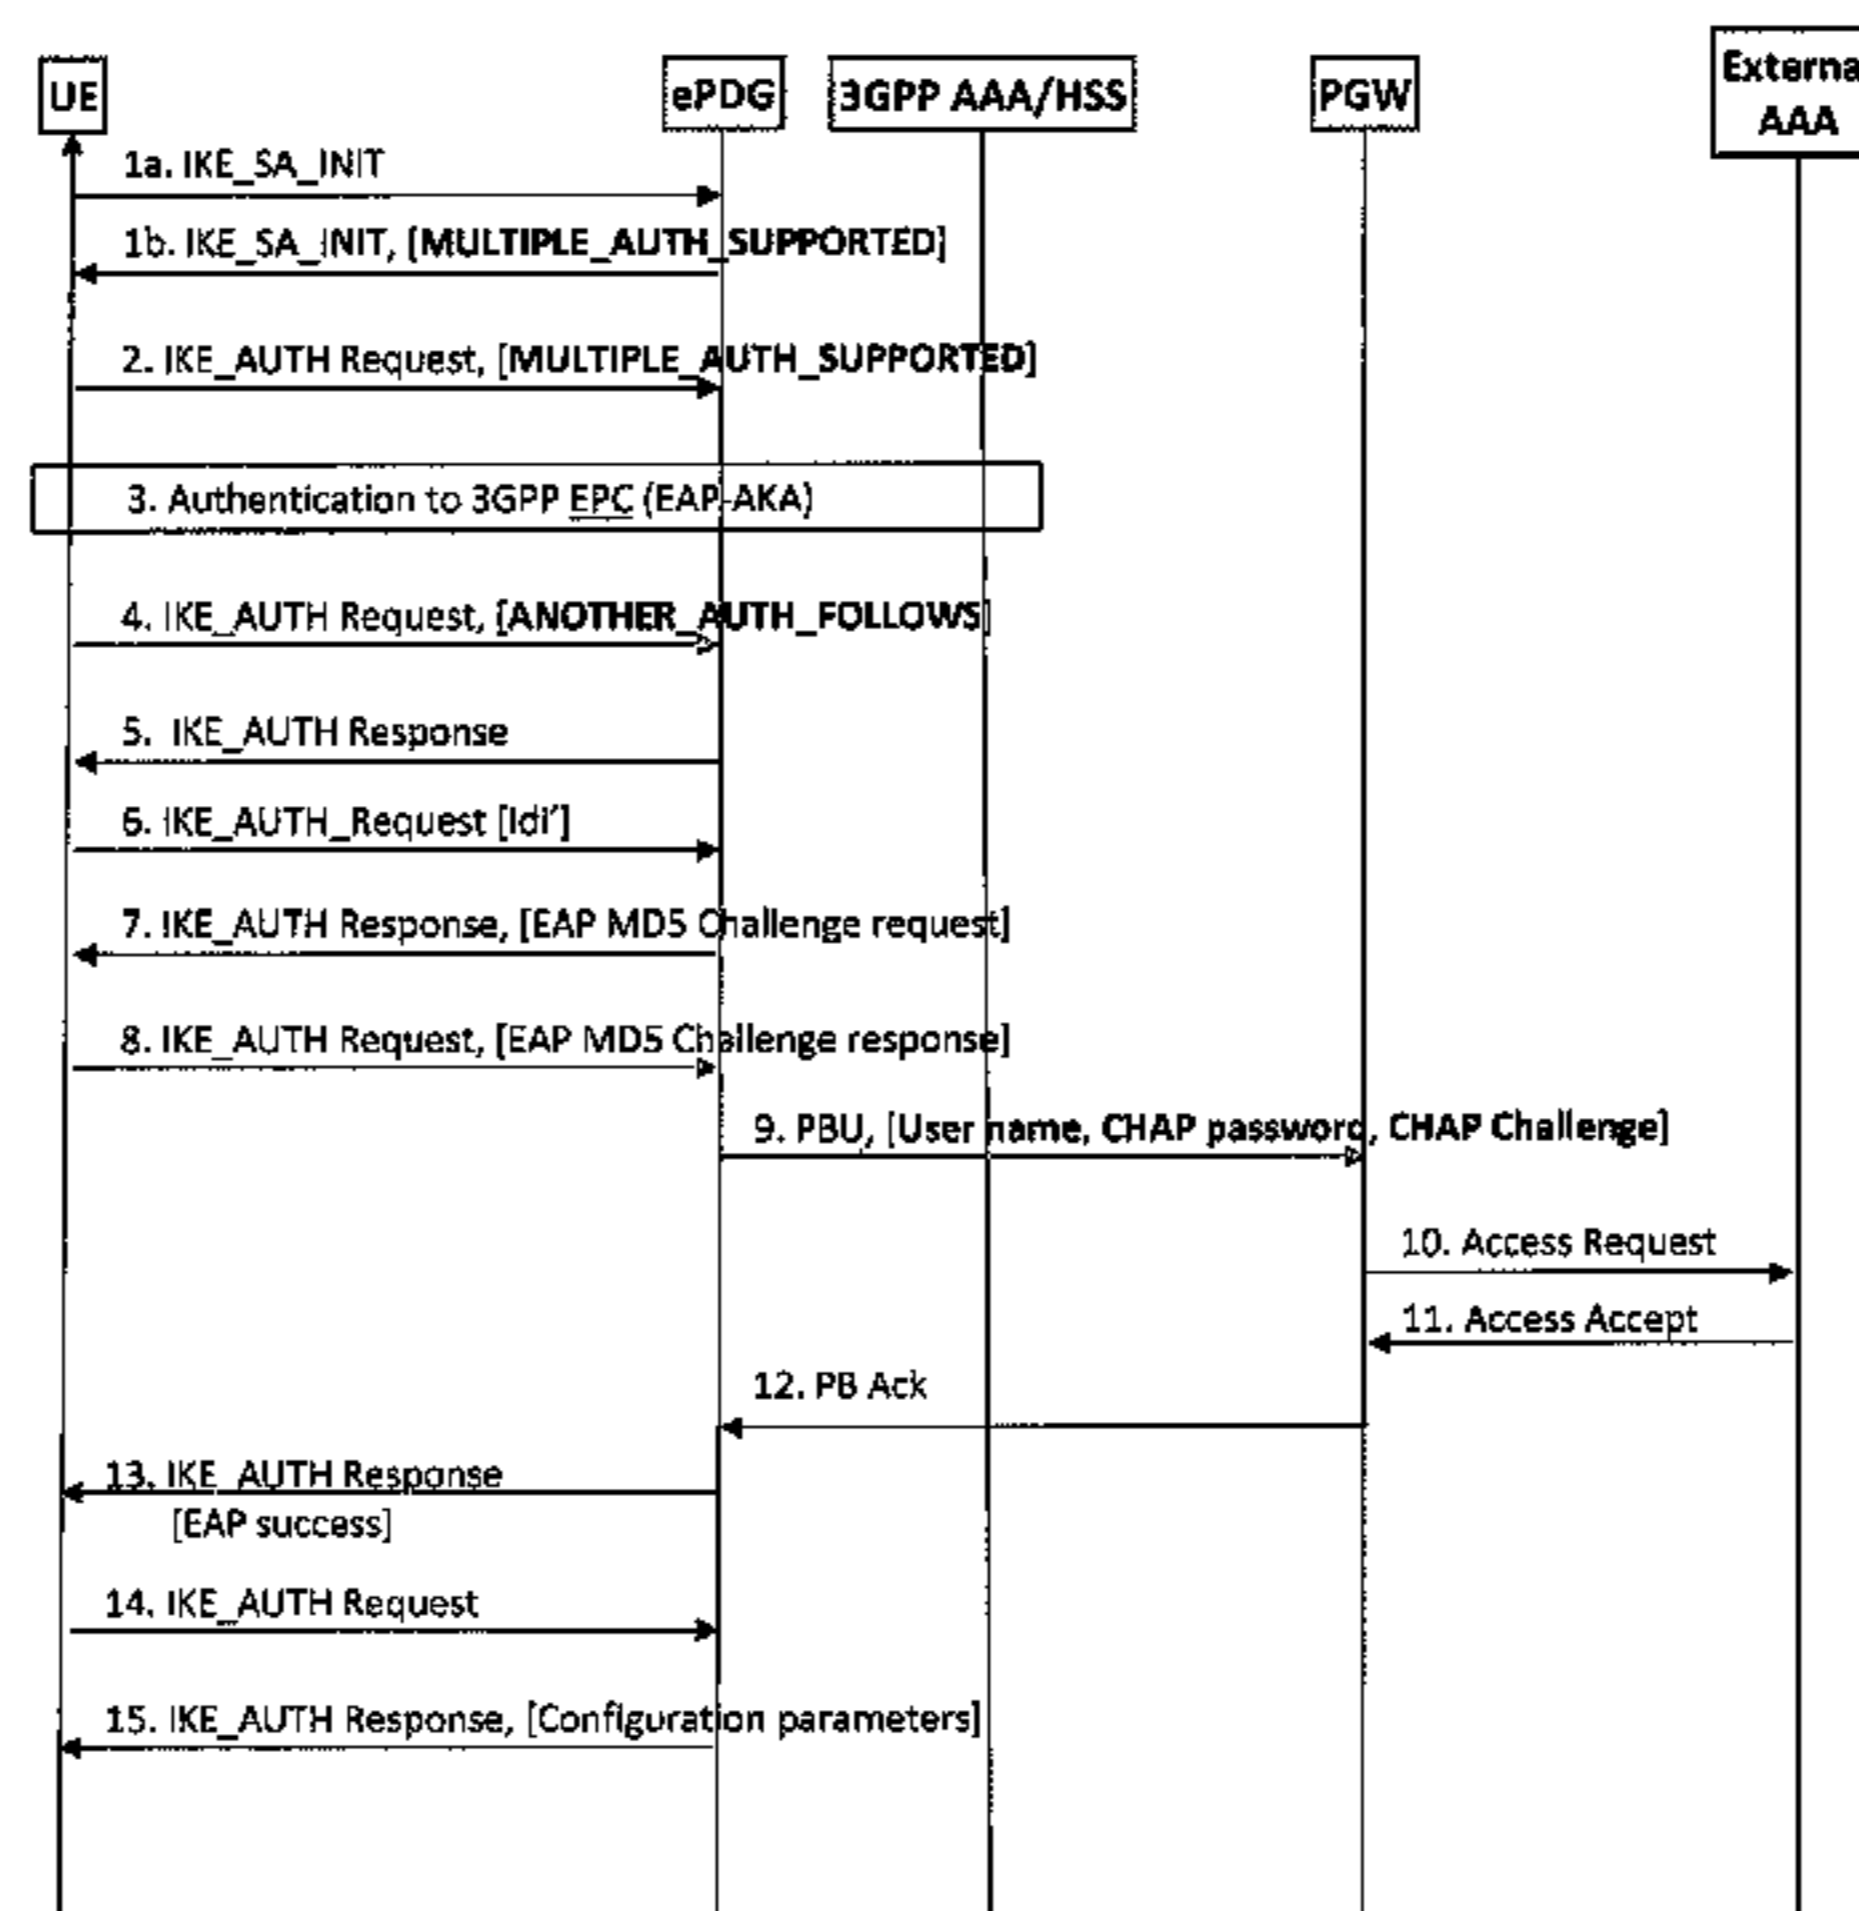 UE
ePDG
3GPP AAA/HSS
PGW
Externa
AAA
1a. IKE_SA_INIT
1b. IKE_SA_INIT, [MULTIPLE_AUTH_SUPPORTED]
2. IKE_AUTH Request, [MULTIPLE_AUTH_SUPPORTED]
3. Authentication to 3GPP EPC (EAP-AKA)
4. IKE_AUTH Request, [ANOTHER_AUTH_FOLLOWS]
5. IKE_AUTH Response
6. IKE_AUTH_Request [Idi']
7. IKE_AUTH Response, [EAP MD5 Challenge request]
8. IKE_AUTH Request, [EAP MD5 Challenge response]
9. PBU, [User name, CHAP password, CHAP Challenge]
10. Access Request
11. Access Accept
12. PB Ack
13. IKE_AUTH Response
[EAP success]
14. IKE_AUTH Request
15. IKE_AUTH Response, [Configuration parameters]